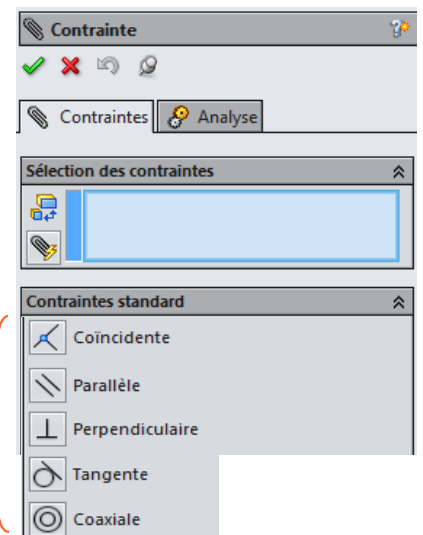 Contrainte
Contraintes Analyse
Sélection des contraintes
Contraintes standard
Coïncidente
Parallèle
Perpendiculaire
Tangente
Coaxiale